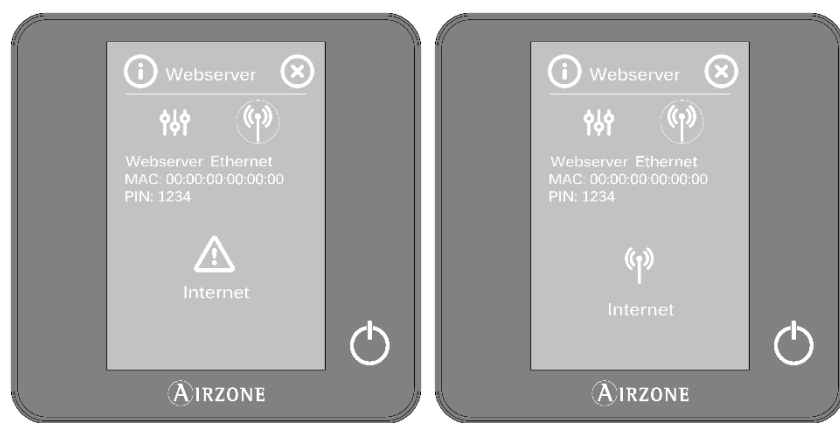 Webserver
Webserver Ethernet
MAC: 00:00:00:00:00:00
PIN: 1234
Internet
AIRZONE
Webserver
Webserver Ethernet
MAC: 00:00:00:00:00:00
PIN: 1234
Internet
AIRZONE